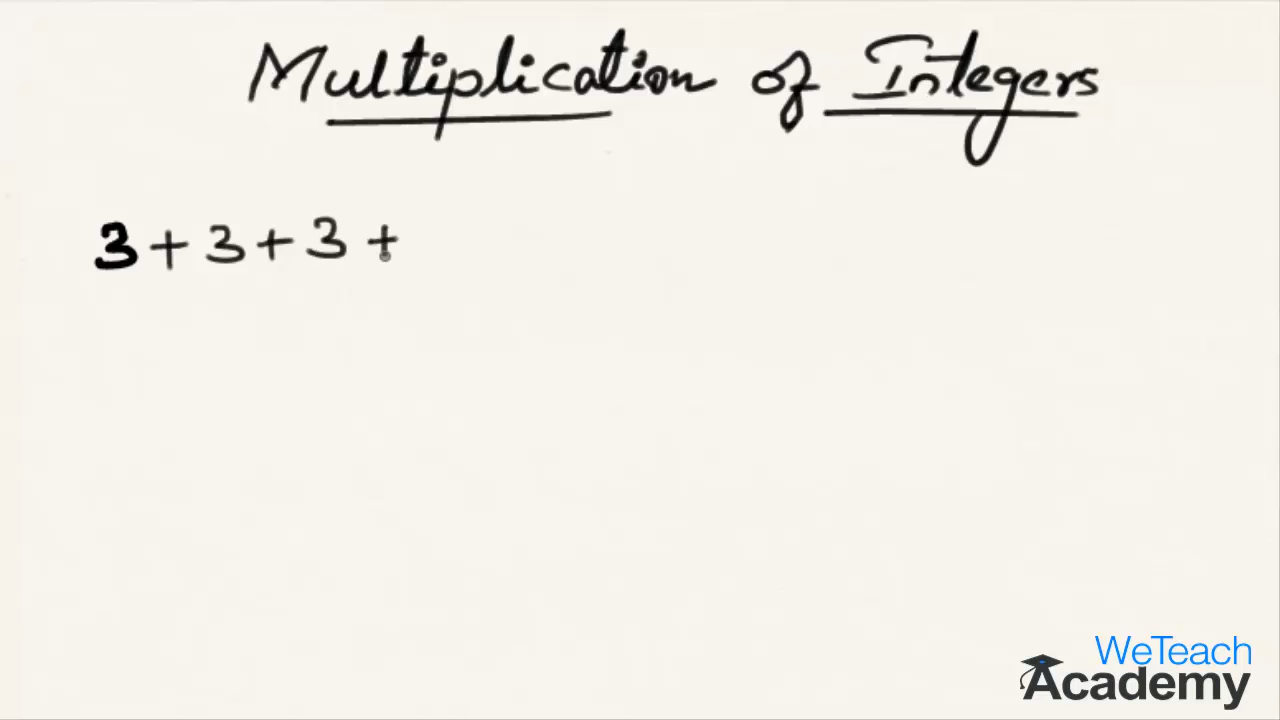 Multiplication of Integers
3 + 3 + 3 +
WeTeach
Academy